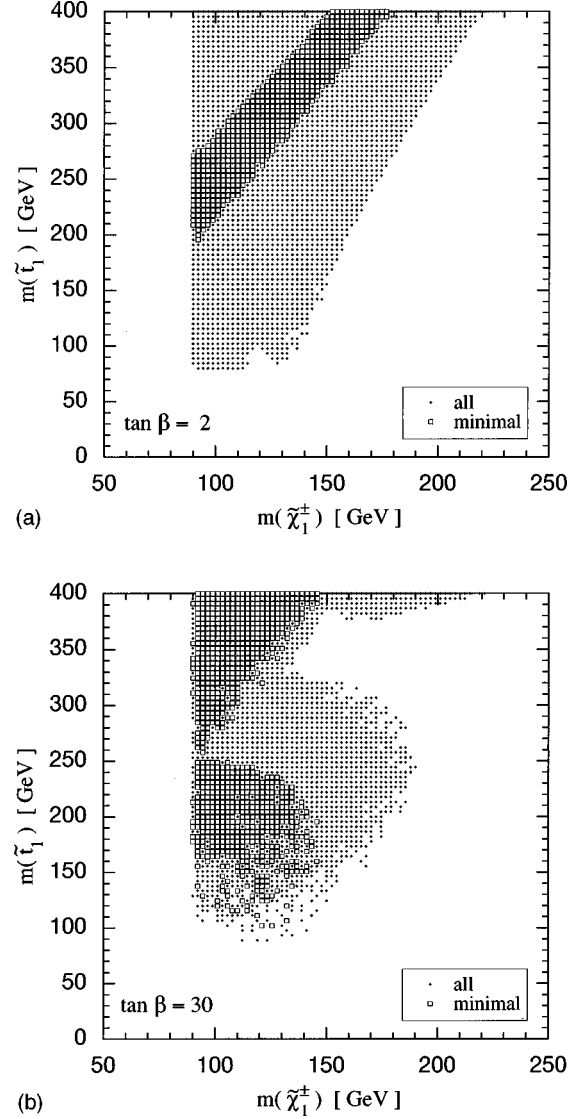 400
350
300
250
200
150
100
50
0
m(t̃₁) [ GeV ]
tan β = 2
all
minimal
50 100 150 200 250
(a) m(χ̃₁±) [ GeV ]
400
350
300
250
200
150
100
50
0
m(t̃₁) [ GeV ]
tan β = 30
all
minimal
50 100 150 200 250
(b) m(χ̃₁±) [ GeV ]